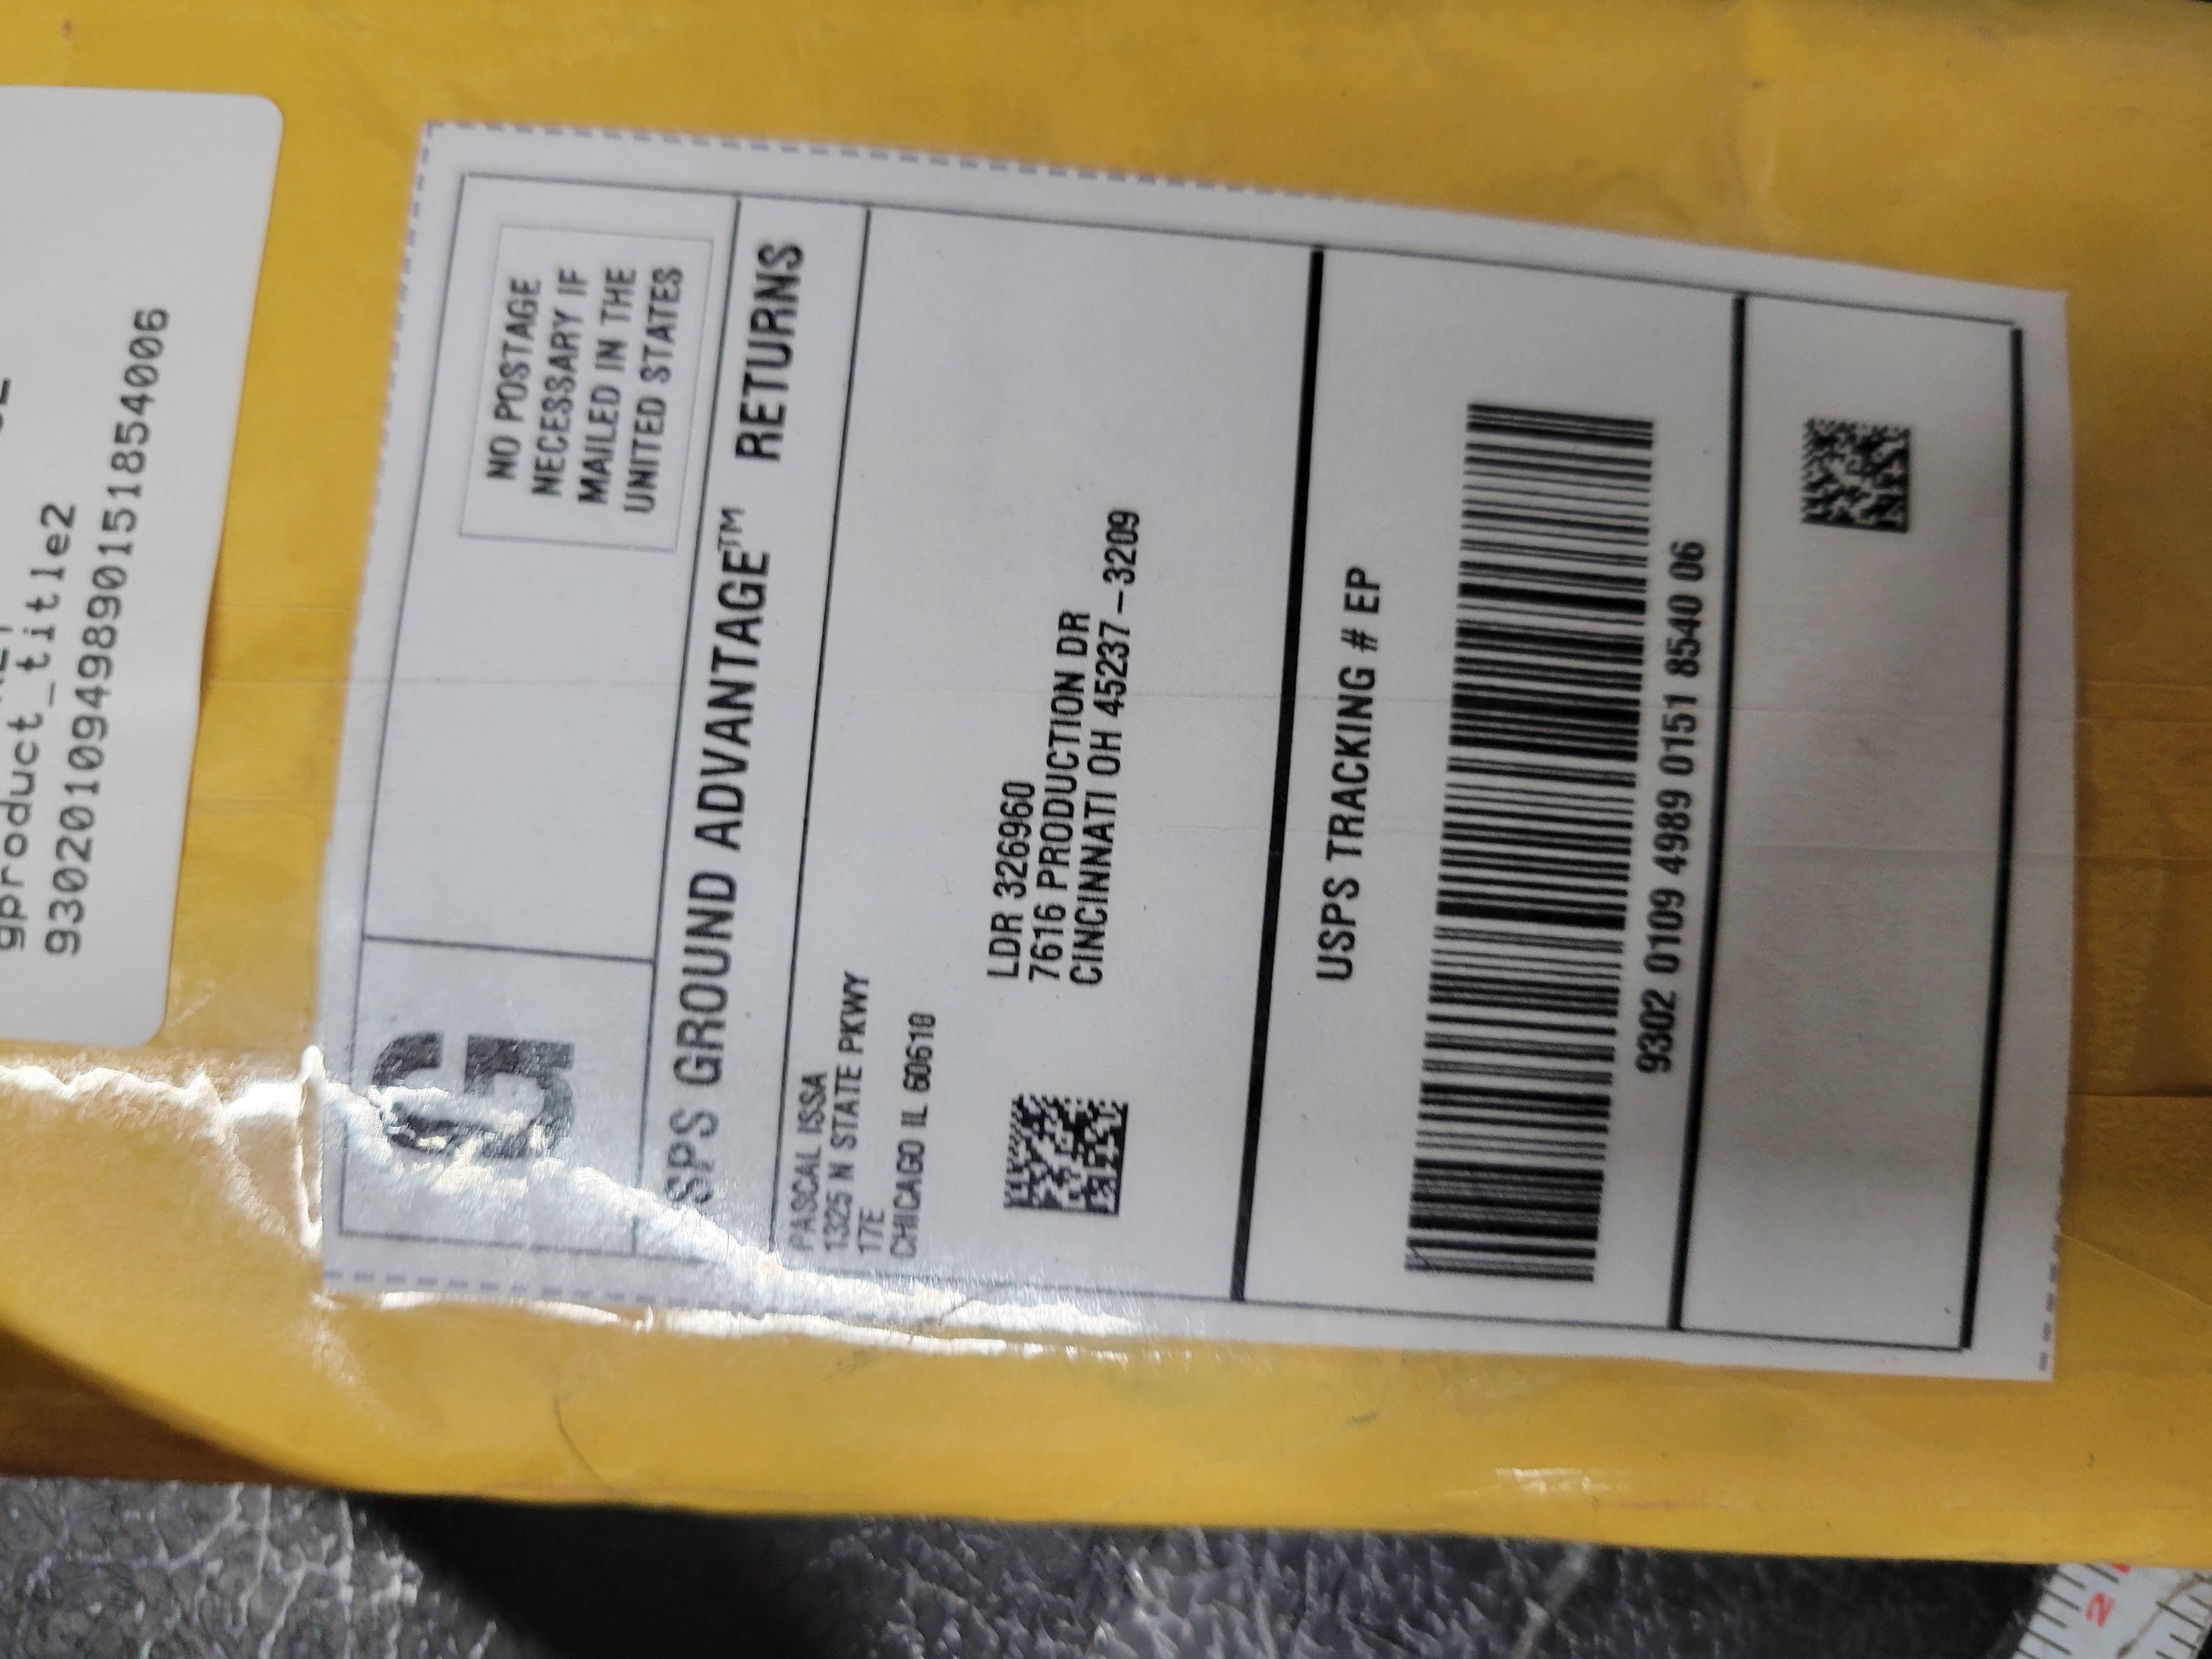 gproduct_title2
9302010949890151854006
G
NO POSTAGE
NECESSARY IF
MAILED IN THE
UNITED STATES
USPS GROUND ADVANTAGE™ RETURNS
PASCAL ISSA
1325 N STATE PKWY
17E
CHICAGO IL 60610
LDR 326960
7616 PRODUCTION DR
CINCINNATI OH 45237-3209
USPS TRACKING # EP
9302 0109 4989 0151 8540 06
2